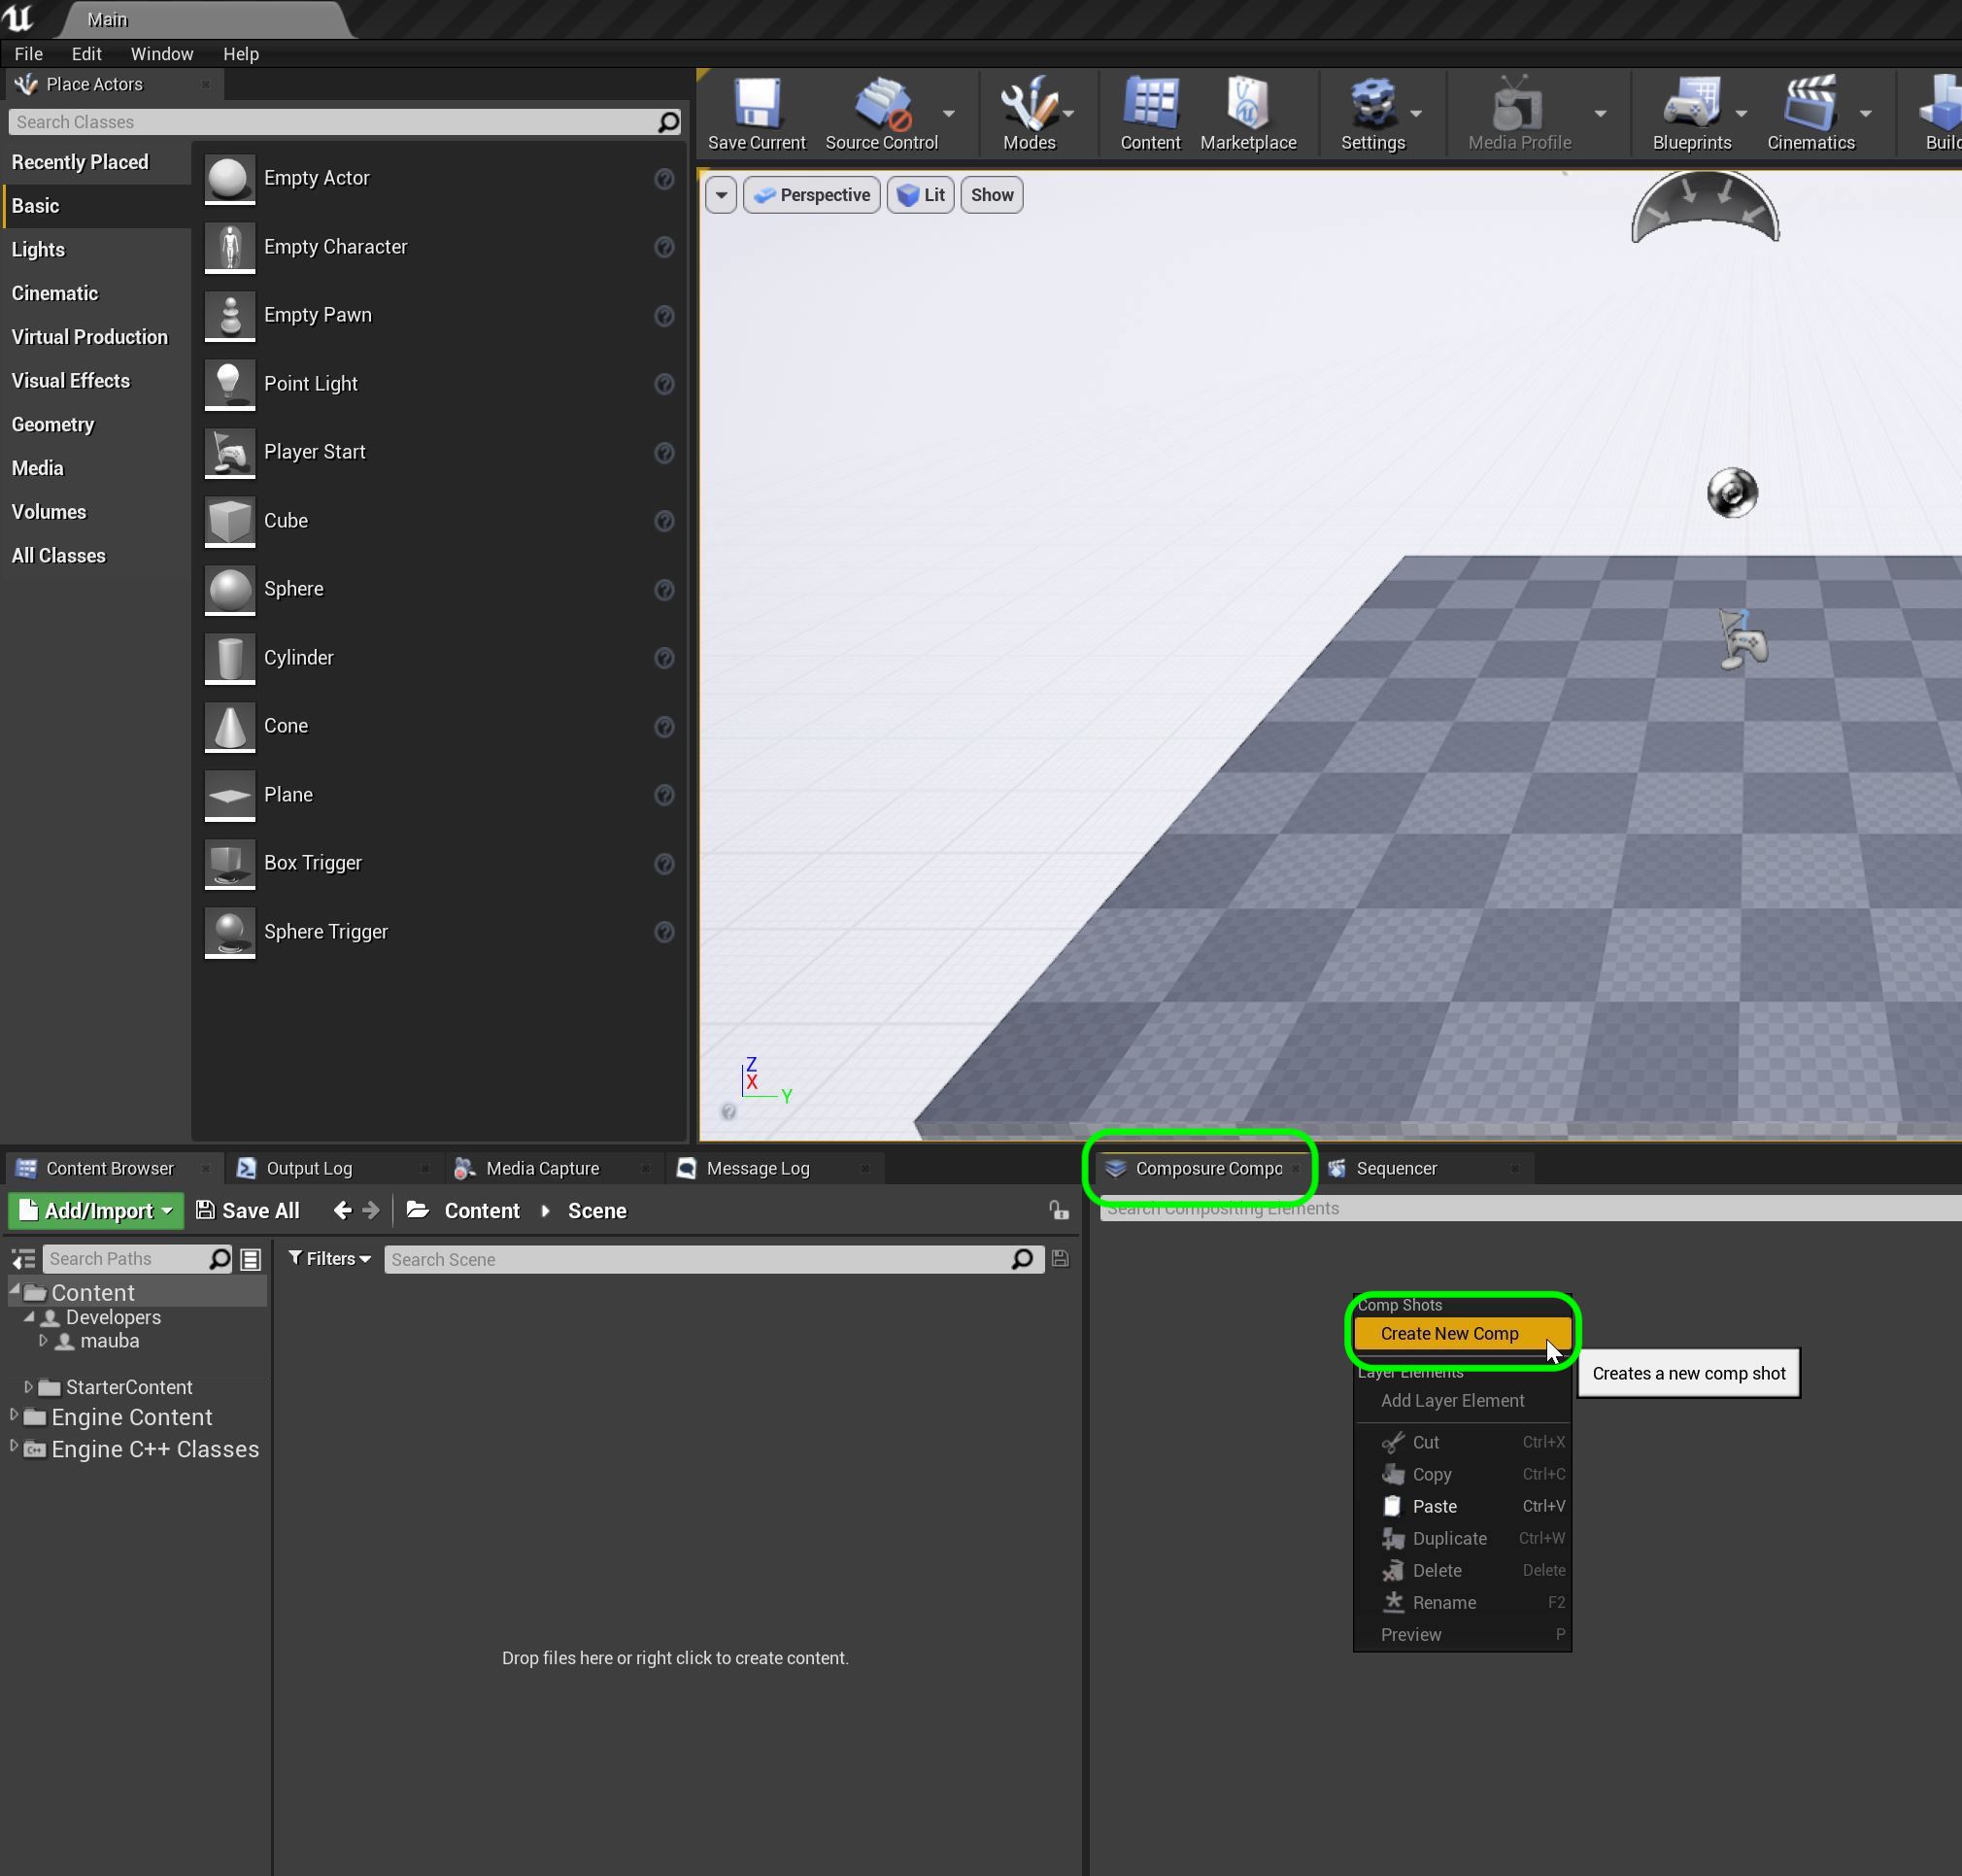 Main
File Edit Window Help
Place Actors
Search Classes
Recently Placed
Basic
Lights
Cinematic
Virtual Production
Visual Effects
Geometry
Media
Volumes
All Classes
Empty Actor
Empty Character
Empty Pawn
Point Light
Player Start
Cube
Sphere
Cylinder
Cone
Plane
Box Trigger
Sphere Trigger
Save Current Source Control Modes Content Marketplace Settings Media Profile Blueprints Cinematics Build
Perspective Lit Show
Z
X
Y
Content Browser Output Log Media Capture Message Log
Add/Import Save All Content Scene
Search Paths
Filters Search Scene
Content
Developers
mauba
StarterContent
Engine Content
Engine C++ Classes
Drop files here or right click to create content.
Composure Compo Sequencer
Search Compositing Elements
Comp Shots
Create New Comp
Creates a new comp shot
Layer Elements
Add Layer Element
Cut Ctrl+X
Copy Ctrl+C
Paste Ctrl+V
Duplicate Ctrl+W
Delete Delete
Rename F2
Preview P